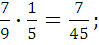 7/9 · 1/5 = 7/45;